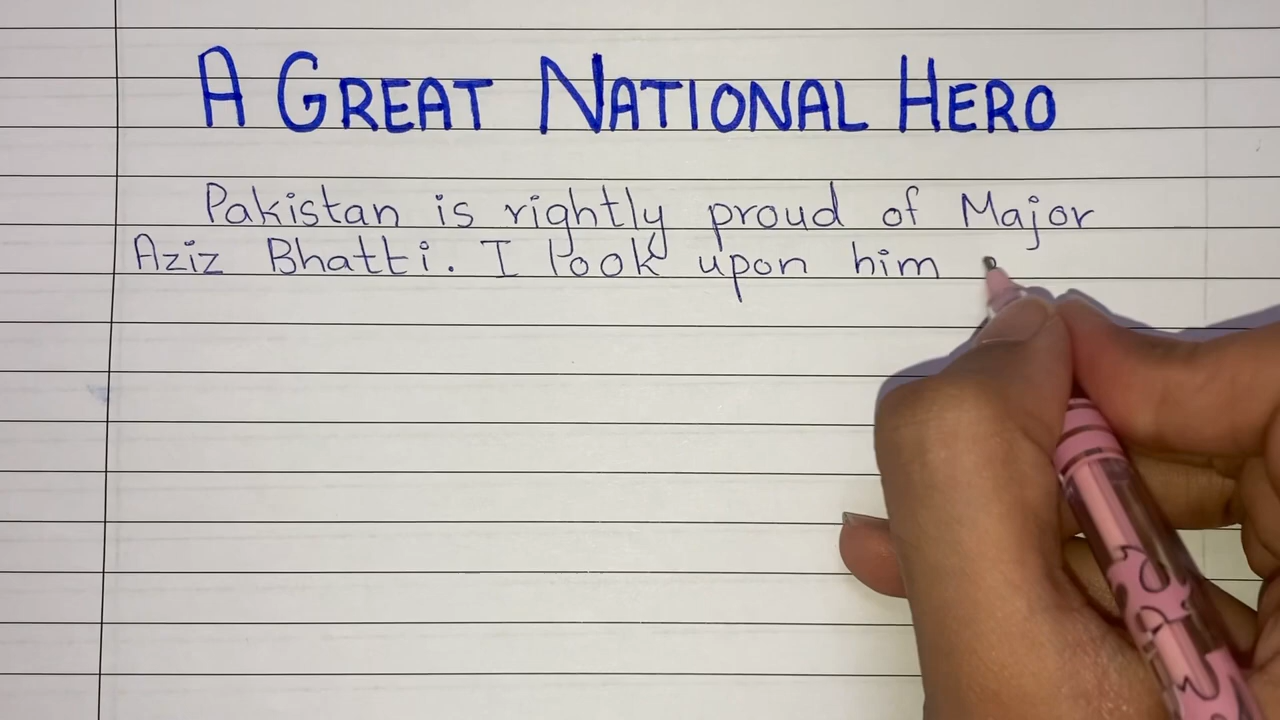 A GREAT NATIONAL HERO
Pakistan is rightly proud of Major
Aziz Bhatti. I look upon him